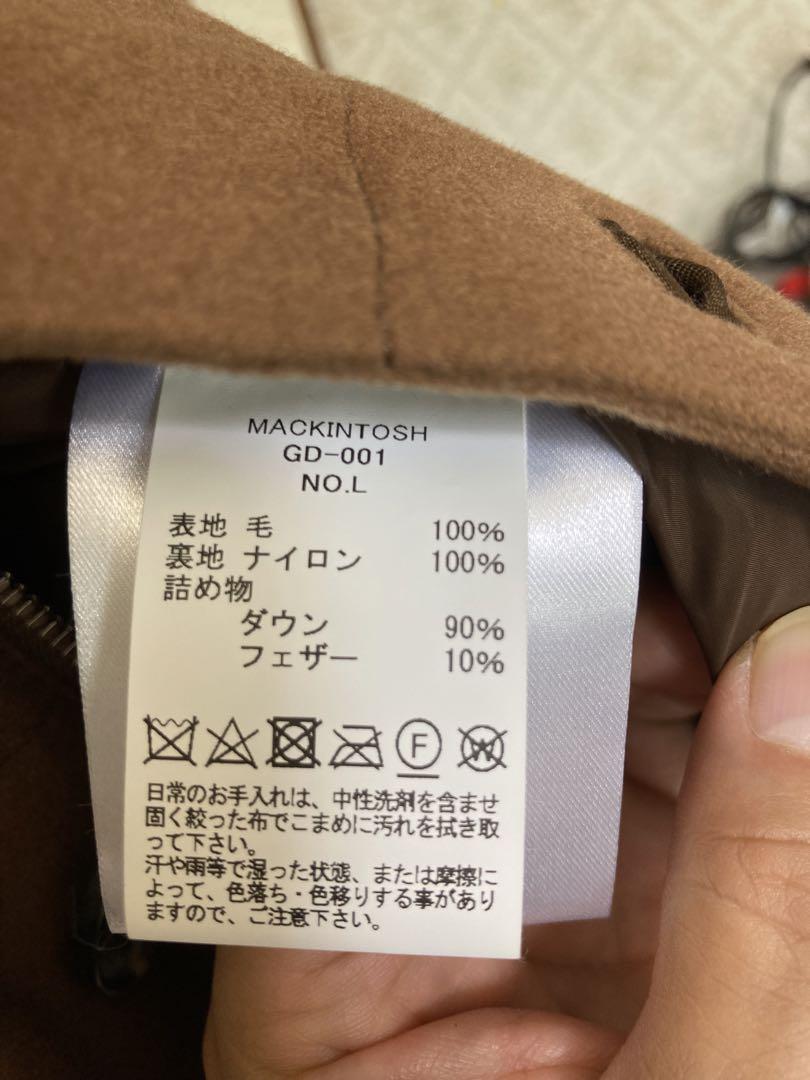 MACKINTOSH
GD-001
NO.L
表地 毛 100%
裏地 ナイロン 100%
詰め物
ダウン 90%
フェザー 10%
F W
日常のお手入れは、中性洗剤を含ませ
固く絞った布でこまめに汚れを拭き取
って下さい。
汗や雨等で湿った状態、または摩擦に
よって、色落ち・色移りする事があり
ますので、ご注意下さい。